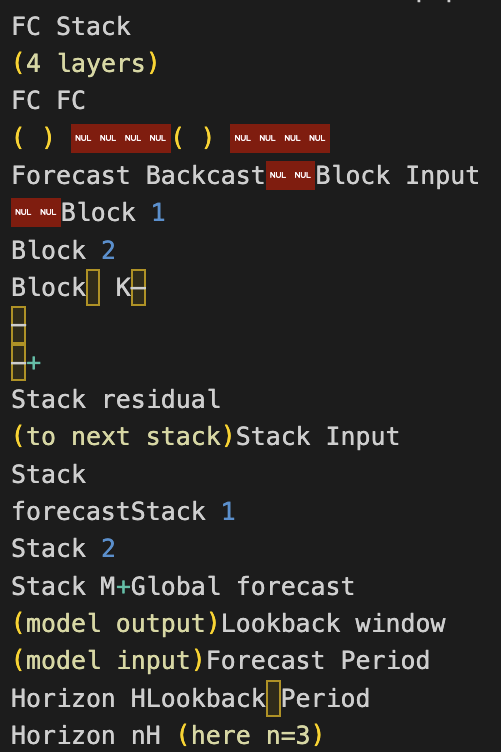 FC Stack
(4 layers)
FC FC
( ) NUL NUL NUL NUL( ) NUL NUL NUL NUL
Forecast BackcastNUL NULBlock Input
NUL NULBlock 1
Block 2
Block K–
–
–+
Stack residual
(to next stack)Stack Input
Stack
forecastStack 1
Stack 2
Stack M+Global forecast
(model output)Lookback window
(model input)Forecast Period
Horizon HLookback Period
Horizon nH (here n=3)